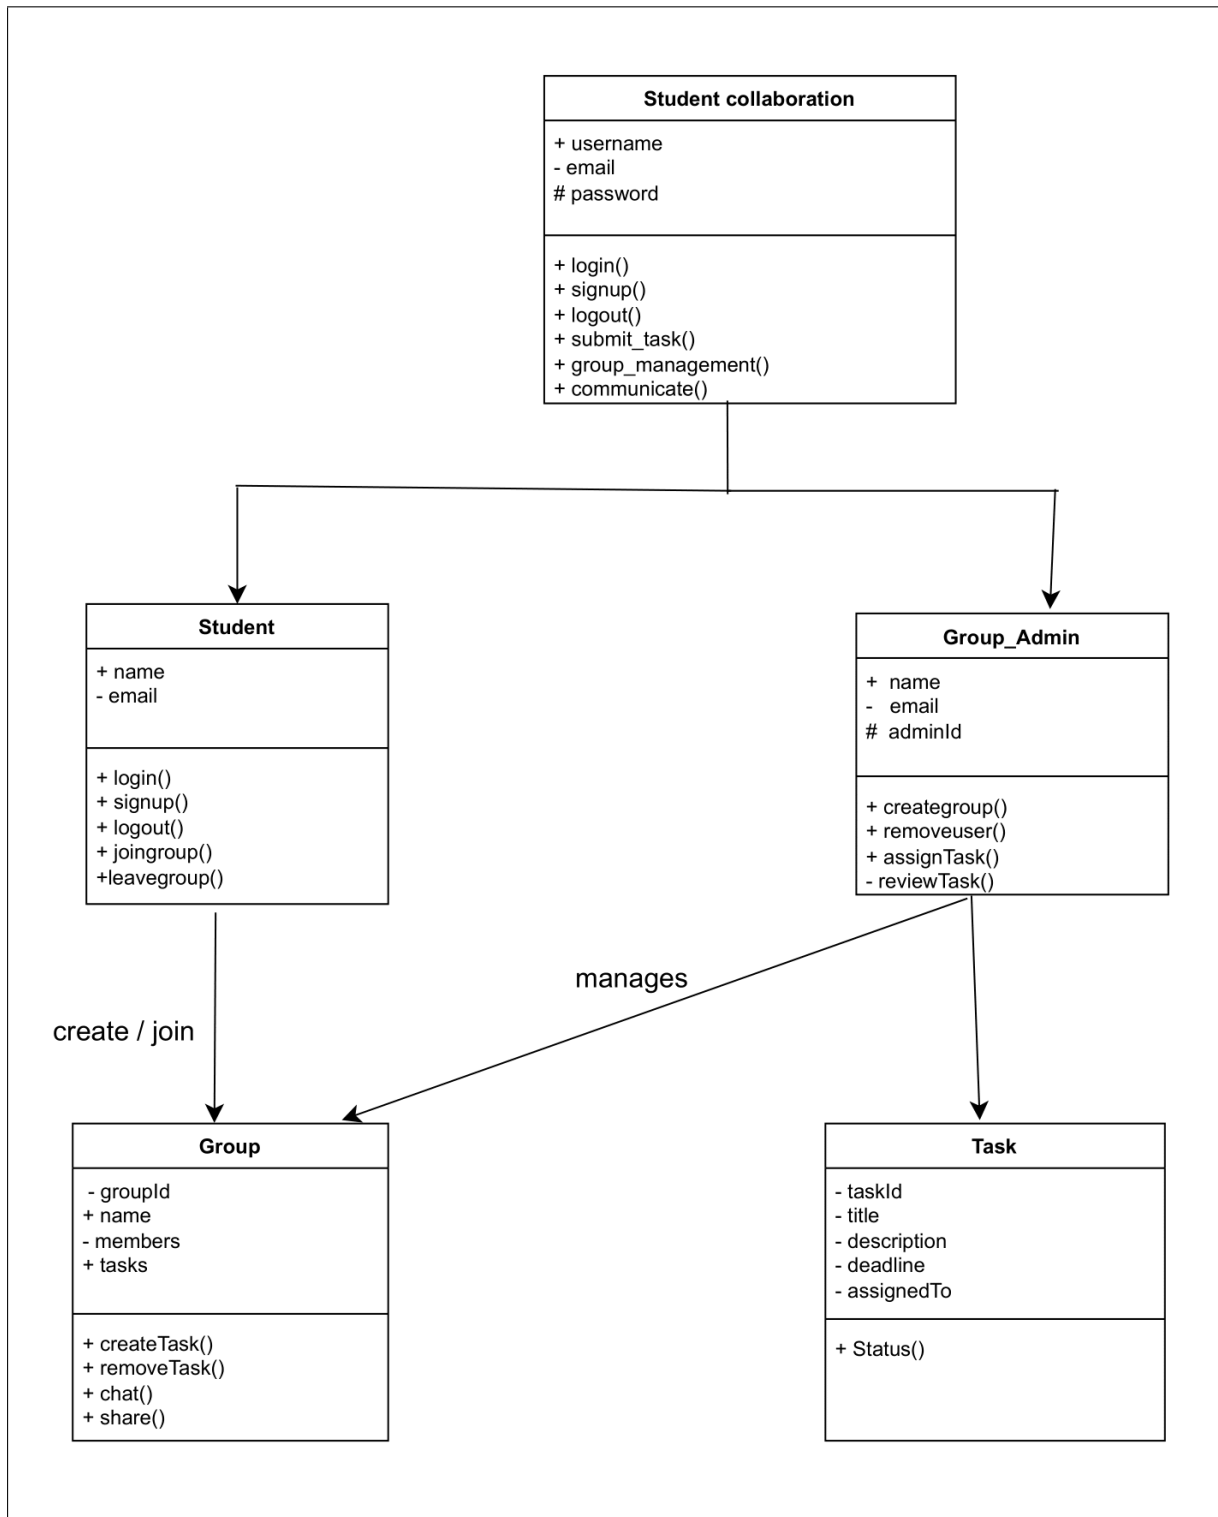 Student collaboration
+ username
- email
# password
+ login()
+ signup()
+ logout()
+ submit_task()
+ group_management()
+ communicate()
Student
+ name
- email
+ login()
+ signup()
+ logout()
+ joingroup()
+leavegroup()
Group_Admin
+ name
- email
# adminId
+ creategroup()
+ removeuser()
+ assignTask()
- reviewTask()
manages
create / join
Group
- groupId
+ name
- members
+ tasks
+ createTask()
+ removeTask()
+ chat()
+ share()
Task
- taskId
- title
- description
- deadline
- assignedTo
+ Status()